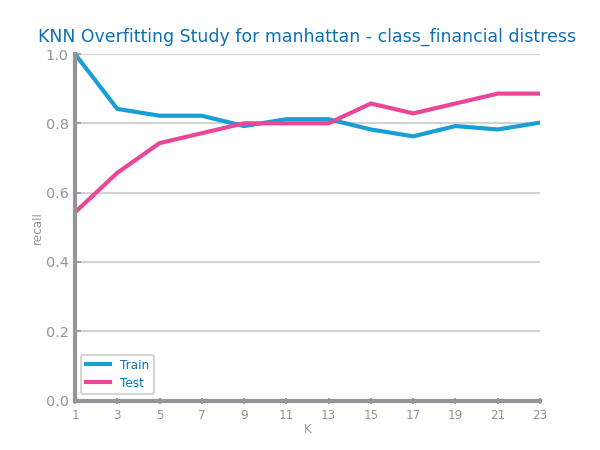 KNN Overfitting Study for manhattan - class_financial distress
1.0
0.8
0.6
0.4
0.2
0.0
recall
Train
Test
1 3 5 7 9 11 13 15 17 19 21 23
K